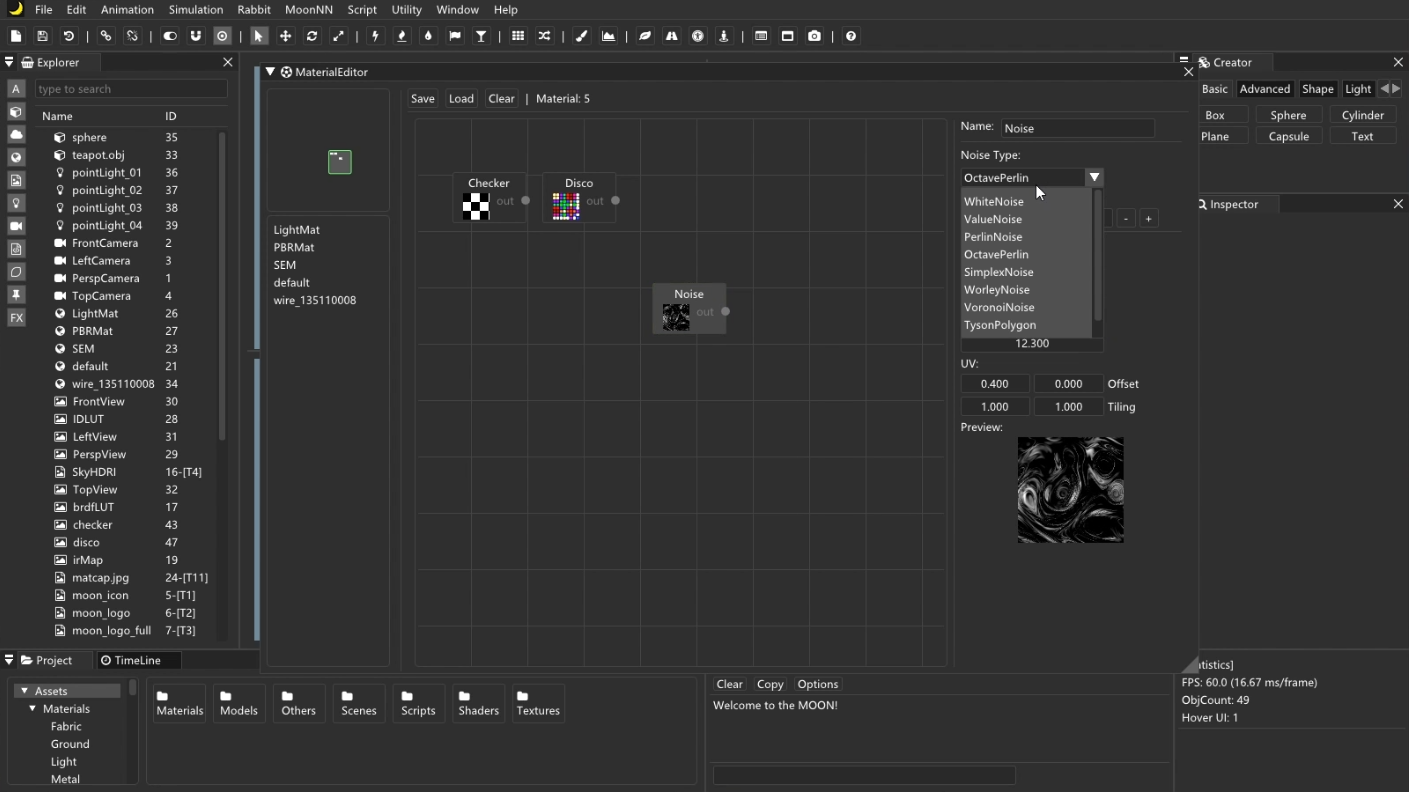 File Edit Animation Simulation Rabbit MoonNN Script Utility Window Help
Explorer
type to search
Name ID
sphere 35
teapot.obj 33
pointLight_01 36
pointLight_02 37
pointLight_03 38
pointLight_04 39
FrontCamera 2
LeftCamera 3
PerspCamera 1
TopCamera 4
LightMat 26
PBRMat 27
SEM 23
default 21
wire_135110008 34
FrontView 30
IDLUT 28
LeftView 31
PerspView 29
SkyHDRI 16-[T4]
TopView 32
brdfLUT 17
checker 43
disco 47
irMap 19
matcap.jpg 24-[T11]
moon_icon 5-[T1]
moon_logo 6-[T2]
moon_logo_full 7-[T3]
A
FX
MaterialEditor
Save Load Clear | Material: 5
LightMat
PBRMat
SEM
default
wire_135110008
Checker
out
Disco
out
Noise
out
Name: Noise
Noise Type:
OctavePerlin
WhiteNoise
ValueNoise
PerlinNoise
OctavePerlin
SimplexNoise
WorleyNoise
VoronoiNoise
TysonPolygon
- +
12.300
UV:
0.400 0.000 Offset
1.000 1.000 Tiling
Preview:
Creator
Basic Advanced Shape Light
Box Sphere Cylinder
Plane Capsule Text
Inspector
Project TimeLine
Assets
Materials
Fabric
Ground
Light
Metal
Materials Models Others Scenes Scripts Shaders Textures
Clear Copy Options
Welcome to the MOON!
tistics]
FPS: 60.0 (16.67 ms/frame)
ObjCount: 49
Hover UI: 1